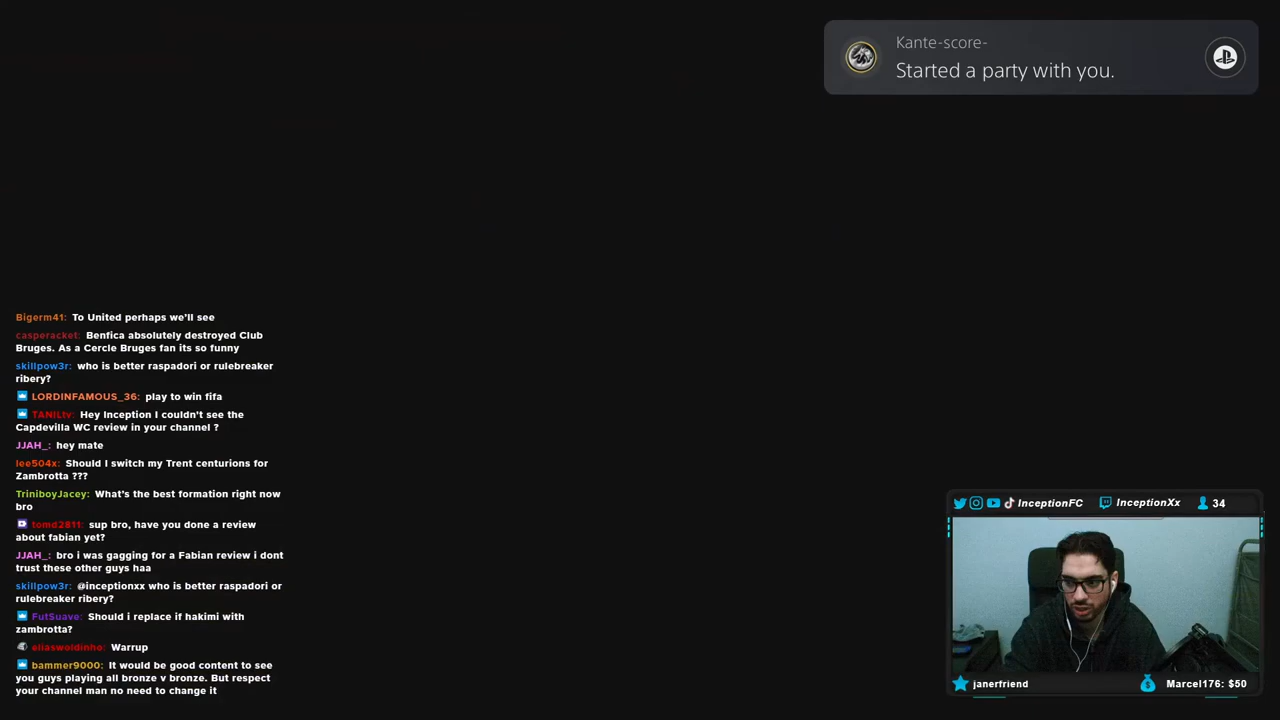 Kante-score-
Started a party with you.
Bigerm41: To United perhaps we'll see
casperacket: Benfica absolutely destroyed Club
Bruges. As a Cercle Bruges fan its so funny
skillpow3r: who is better raspadori or rulebreaker
ribery?
LORDINFAMOUS_36: play to win fifa
TANILtv: Hey Inception I couldn't see the
Capdevilla WC review in your channel ?
JJAH_: hey mate
lee504x: Should I switch my Trent centurions for
Zambrotta ???
TriniboyJacey: What's the best formation right now
bro
tomd2811: sup bro, have you done a review
about fabian yet?
JJAH_: bro i was gagging for a Fabian review i dont
trust these other guys haa
skillpow3r: @inceptionxx who is better raspadori or
rulebreaker ribery?
FutSuave: Should i replace if hakimi with
zambrotta?
eliaswoldinho: Warrup
bammer9000: It would be good content to see
you guys playing all bronze v bronze. But respect
your channel man no need to change it
InceptionFC InceptionXx 34
janerfriend Marcel176: $50